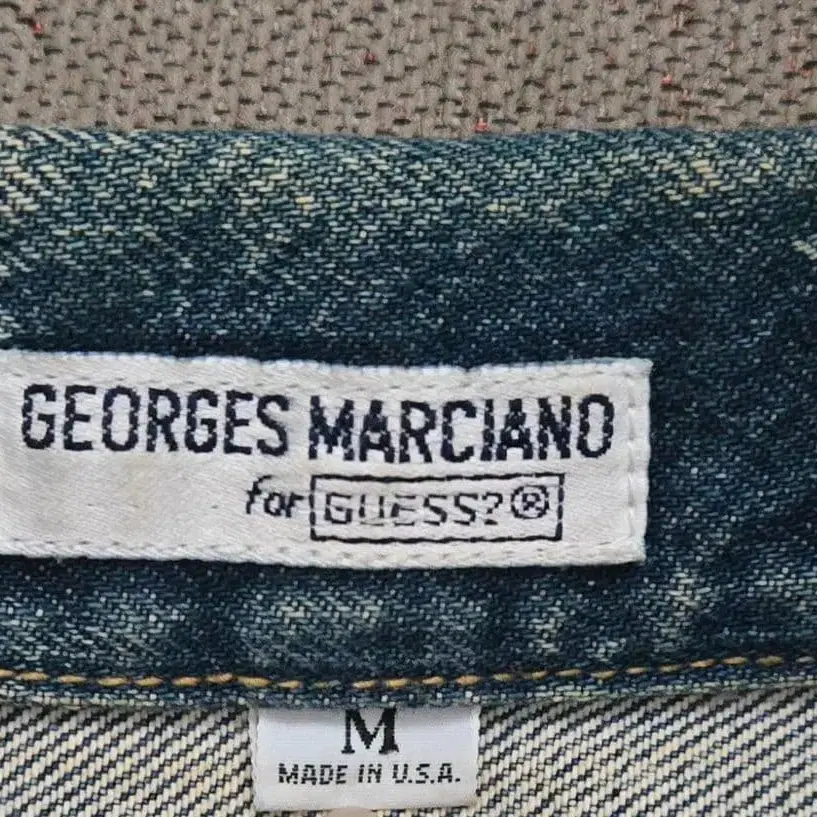 GEORGES MARCIANO
for GUESS?®
M
MADE IN U.S.A.